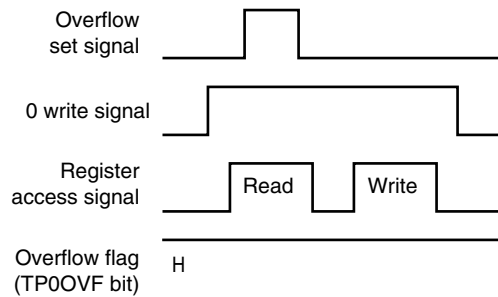 Overflow
set signal
0 write signal
Register
access signal
Read
Write
Overflow flag
(TP0OVF bit)
H